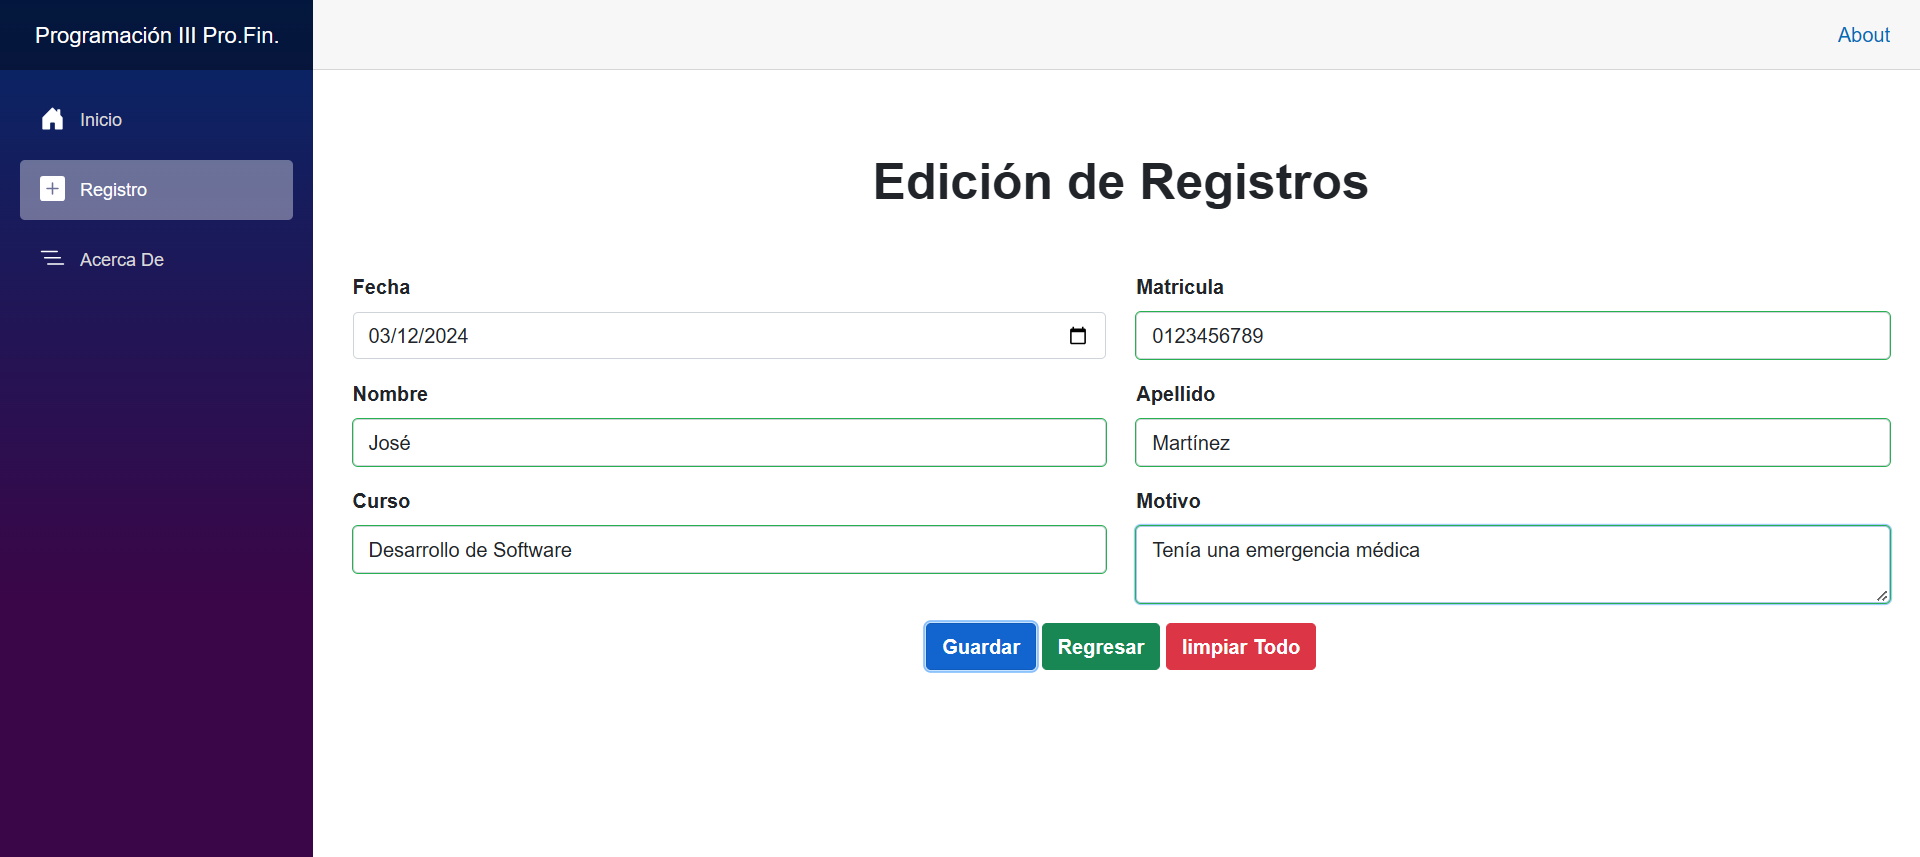 Programación III Pro.Fin.
About
Inicio
Registro
Acerca De
Edición de Registros
Fecha
Matricula
03/12/2024
0123456789
Nombre
Apellido
José
Martínez
Curso
Motivo
Desarrollo de Software
Tenía una emergencia médica
Guardar
Regresar
limpiar Todo